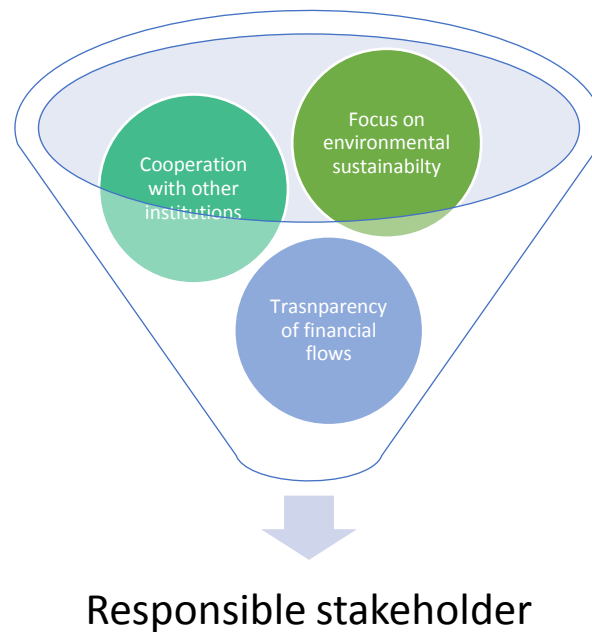 Focus on
environmental
sustainabilty
Cooperation
with other
institutions
Trasnparency
of financial
flows
Responsible stakeholder